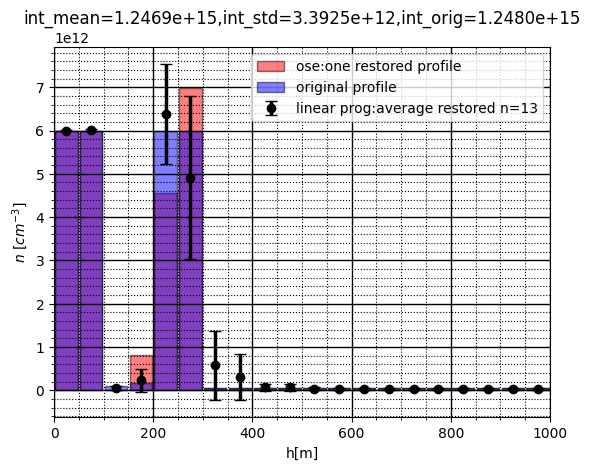 int_mean=1.2469e+15,int_std=3.3925e+12,int_orig=1.2480e+15
1e12
ose:one restored profile
original profile
linear prog:average restored n=13
7
6
5
4
3
2
1
0
n [cm⁻³]
0 200 400 600 800 1000
h[m]